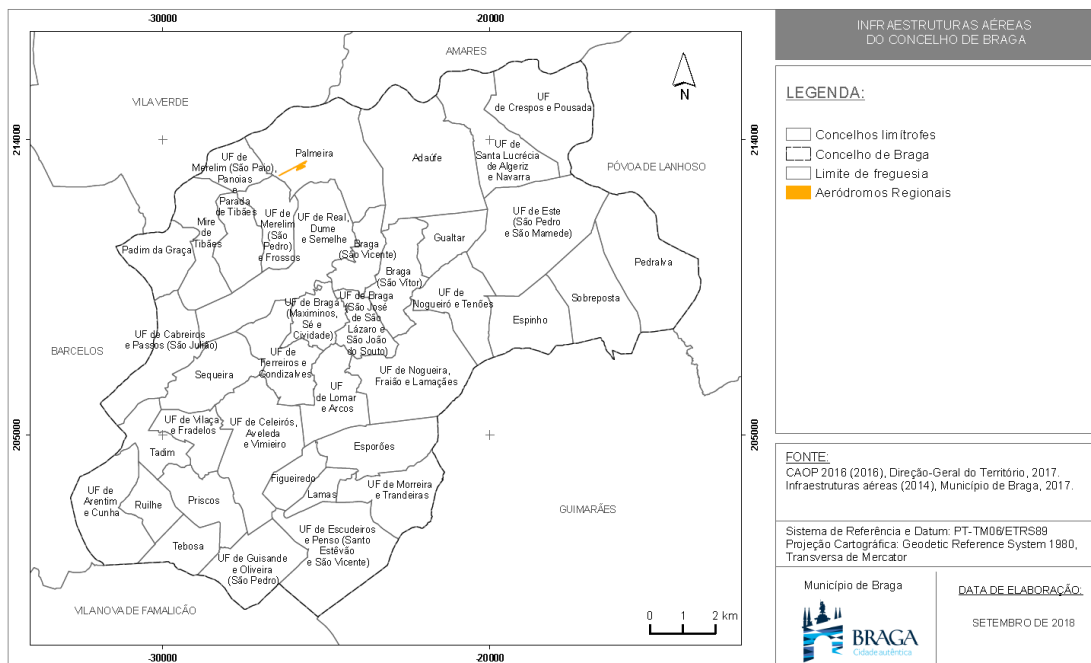 -30000
-20000
AMARES
VILA VERDE
UF
de Crespos e Pousada
214000
214000
N
Palmeira
Adaúfe
UF de
Santa Lucrécia
de Algeriz
e Navarra
UF de
Merelim (São Paio),
Panoias
e
Parada
de Tibães
PÓVOA DE LANHOSO
Mire
de
Tibães
UF de
Merelim
(São
Pedro)
e Frossos
UF de Real,
Dume
e Semelhe
UF de Este
(São Pedro
e São Mamede)
Padim da Graça
Braga
(São Vicente)
Gualtar
Pedralva
Braga
(São Vítor)
UF de
Nogueiró e Tenões
Sobreposta
Espinho
UF de Braga
(Maximinos,
Sé e
Cividade)
UF de Braga
(São José
de São
Lázaro e
São João
do Souto)
UF de Cabreiros
e Passos (São Julião)
BARCELOS
Sequeira
UF de
Ferreiros e
Gondizalves
UF de Nogueira,
Fraião e Lamaçães
UF
de Lomar
e Arcos
UF de Vilaça
e Fradelos
UF de Celeirós,
Aveleda
e Vimieiro
205000
205000
Tadim
Esporões
UF de
Arentim
e Cunha
Ruilhe
Priscos
Figueiredo
Lamas
UF de Morreira
e Trandeiras
GUIMARÃES
Tebosa
UF de Escudeiros
e Penso (Santo
Estêvão
e São Vicente)
UF de Guisande
e Oliveira
(São Pedro)
VILA NOVA DE FAMALICÃO
0 1 2 km
-30000
-20000
INFRAESTRUTURAS AÉREAS
DO CONCELHO DE BRAGA
LEGENDA:
Concelhos limítrofes
Concelho de Braga
Limite de freguesia
Aeródromos Regionais
FONTE:
CAOP 2016 (2016), Direção-Geral do Território, 2017.
Infraestruturas aéreas (2014), Município de Braga, 2017.
Sistema de Referência e Datum: PT-TM06/ETRS89
Projeção Cartográfica: Geodetic Reference System 1980,
Transversa de Mercator
Município de Braga
BRAGA
Cidade autêntica
DATA DE ELABORAÇÃO:
SETEMBRO DE 2018